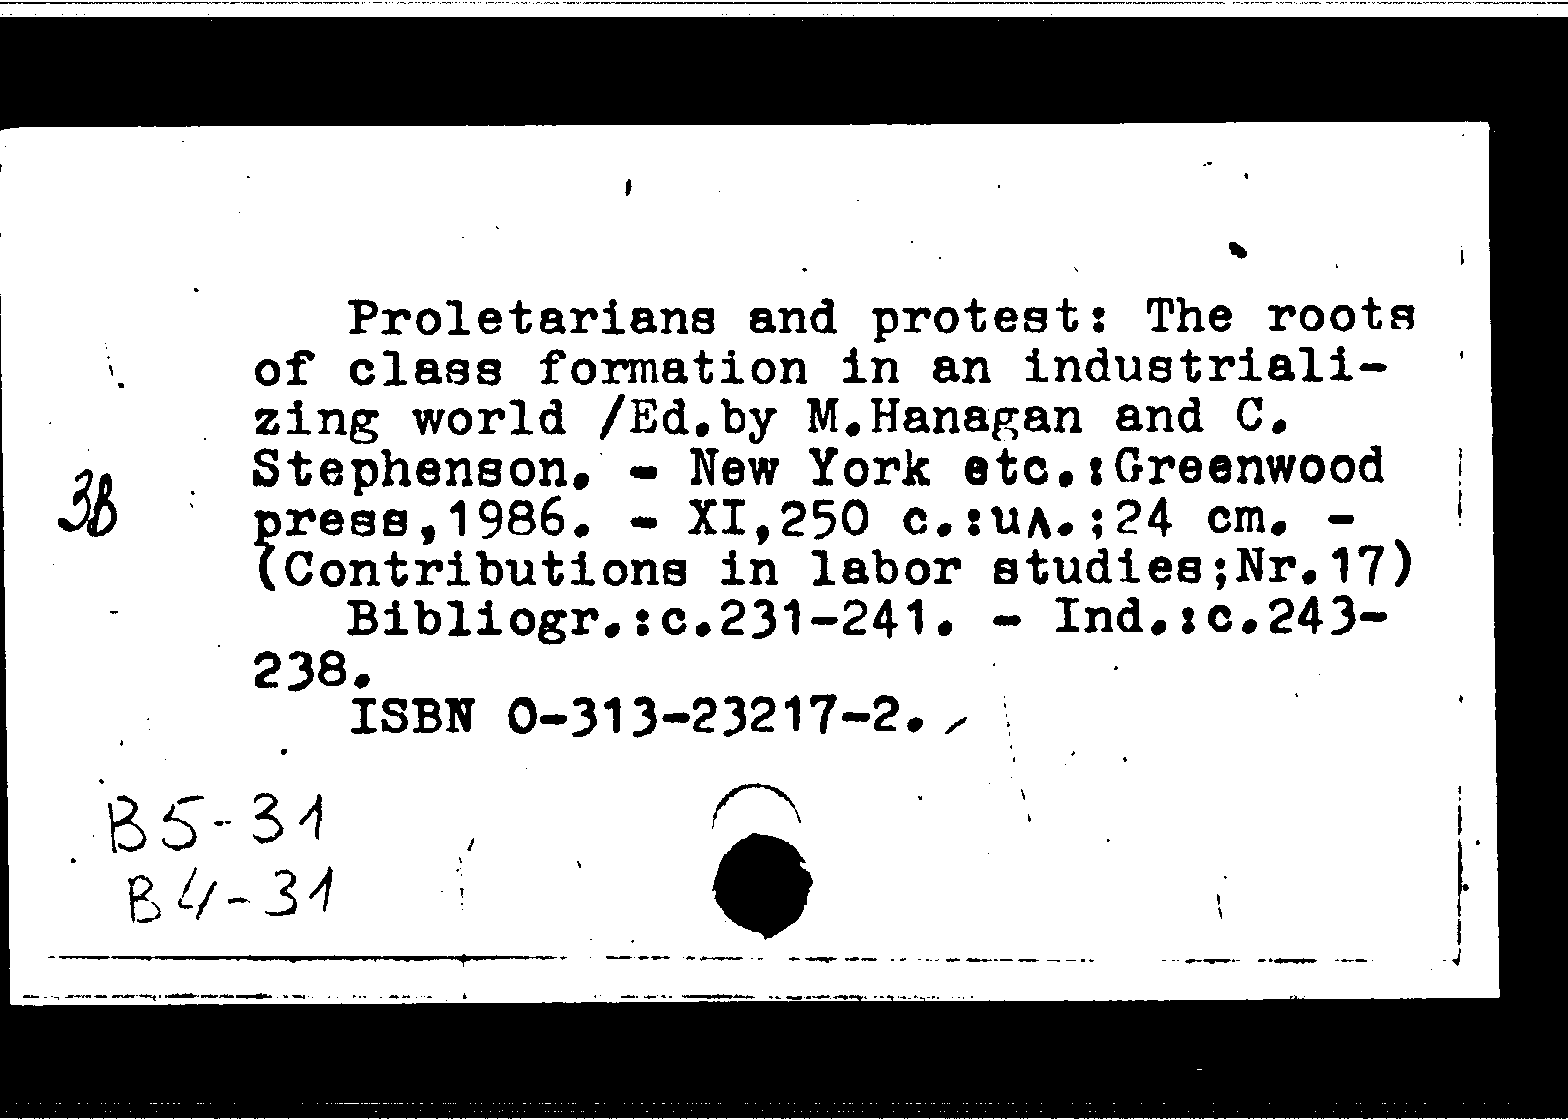 Proletarians and protest: The roots
of class formation in an industriali-
zing world /Ed.by M.Hanagan and C.
Stephenson. - New York etc.:Greenwood
press,1986. - XI,250 с.:ил.;24 cm. -
(Contributions in labor studies;Nr.17)
Bibliogr.:с.231-241. - Ind.:с.243-
238.
ISBN 0-313-23217-2.
ЗВ
B5-31
B4-31